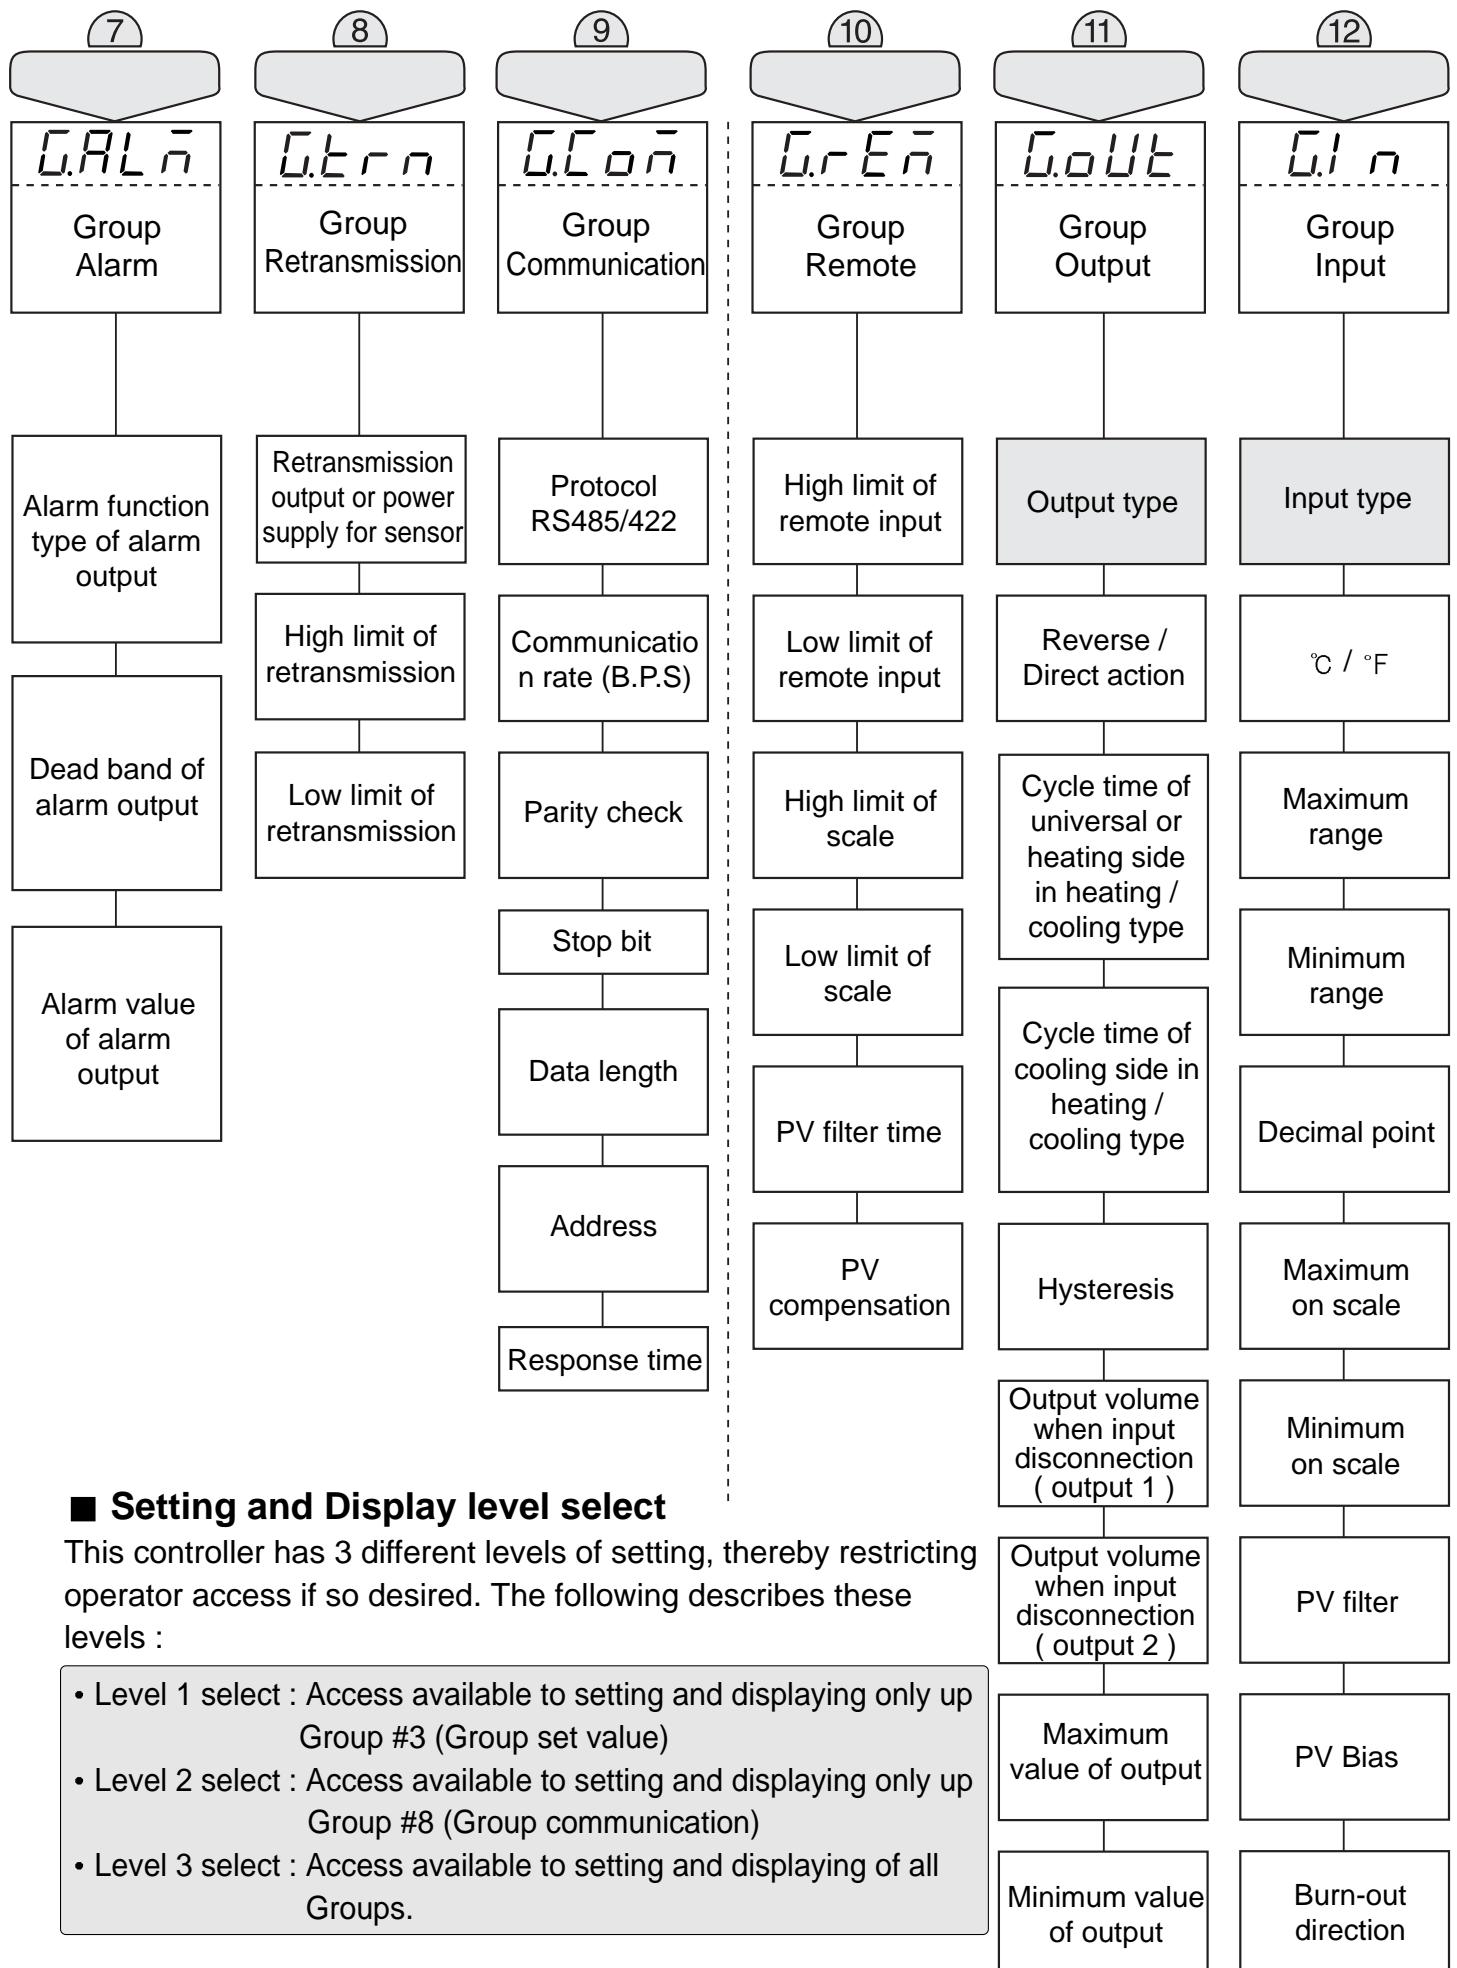 7
G.ALM
Group
Alarm
Alarm function
type of alarm
output
Dead band of
alarm output
Alarm value
of alarm
output
8
G.trn
Group
Retransmission
Retransmission
output or power
supply for sensor
High limit of
retransmission
Low limit of
retransmission
9
G.CoM
Group
Communication
Protocol
RS485/422
Communicatio
n rate (B.P.S)
Parity check
Stop bit
Data length
Address
Response time
10
G.rEM
Group
Remote
High limit of
remote input
Low limit of
remote input
High limit of
scale
Low limit of
scale
PV filter time
PV
compensation
11
G.oUt
Group
Output
Output type
Reverse /
Direct action
Cycle time of
universal or
heating side
in heating /
cooling type
Cycle time of
cooling side in
heating /
cooling type
Hysteresis
Output volume
when input
disconnection
( output 1 )
Output volume
when input
disconnection
( output 2 )
Maximum
value of output
Minimum value
of output
12
G.In
Group
Input
Input type
℃ / ℉
Maximum
range
Minimum
range
Decimal point
Maximum
on scale
Minimum
on scale
PV filter
PV Bias
Burn-out
direction
■ Setting and Display level select
This controller has 3 different levels of setting, thereby restricting
operator access if so desired. The following describes these
levels :
• Level 1 select : Access available to setting and displaying only up
Group #3 (Group set value)
• Level 2 select : Access available to setting and displaying only up
Group #8 (Group communication)
• Level 3 select : Access available to setting and displaying of all
Groups.